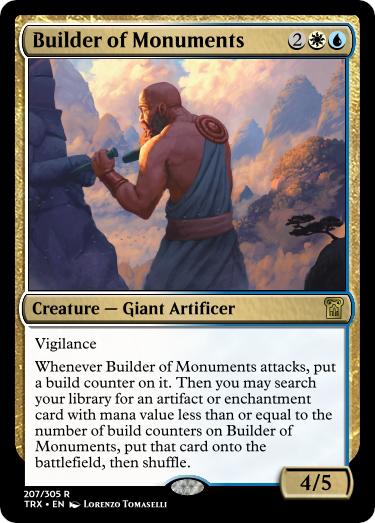 Builder of Monuments 2
Creature — Giant Artificer
Vigilance
Whenever Builder of Monuments attacks, put
a build counter on it. Then you may search
your library for an artifact or enchantment
card with mana value less than or equal to the
number of build counters on Builder of
Monuments, put that card onto the
battlefield, then shuffle.
4/5
207/305 R
TRX • EN Lorenzo Tomaselli